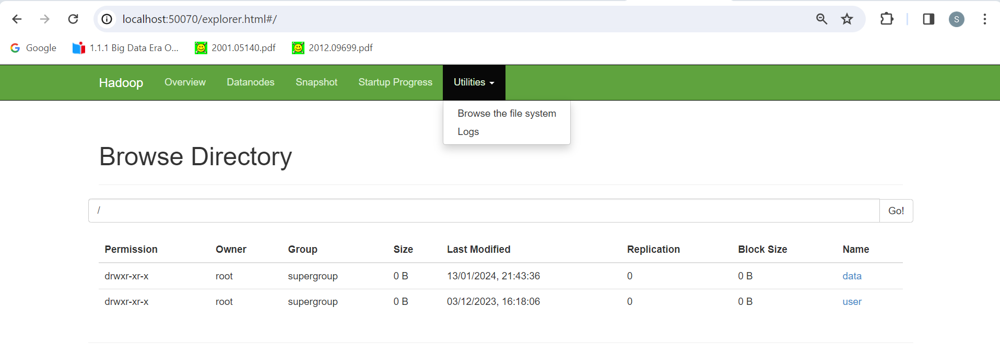 localhost:50070/explorer.html#/
S
Google 1.1.1 Big Data Era O... 2001.05140.pdf 2012.09699.pdf
Hadoop Overview Datanodes Snapshot Startup Progress Utilities
Browse the file system
Logs
Browse Directory
/ Go!
Permission Owner Group Size Last Modified Replication Block Size Name
drwxr-xr-x root supergroup 0 B 13/01/2024, 21:43:36 0 0 B data
drwxr-xr-x root supergroup 0 B 03/12/2023, 16:18:06 0 0 B user